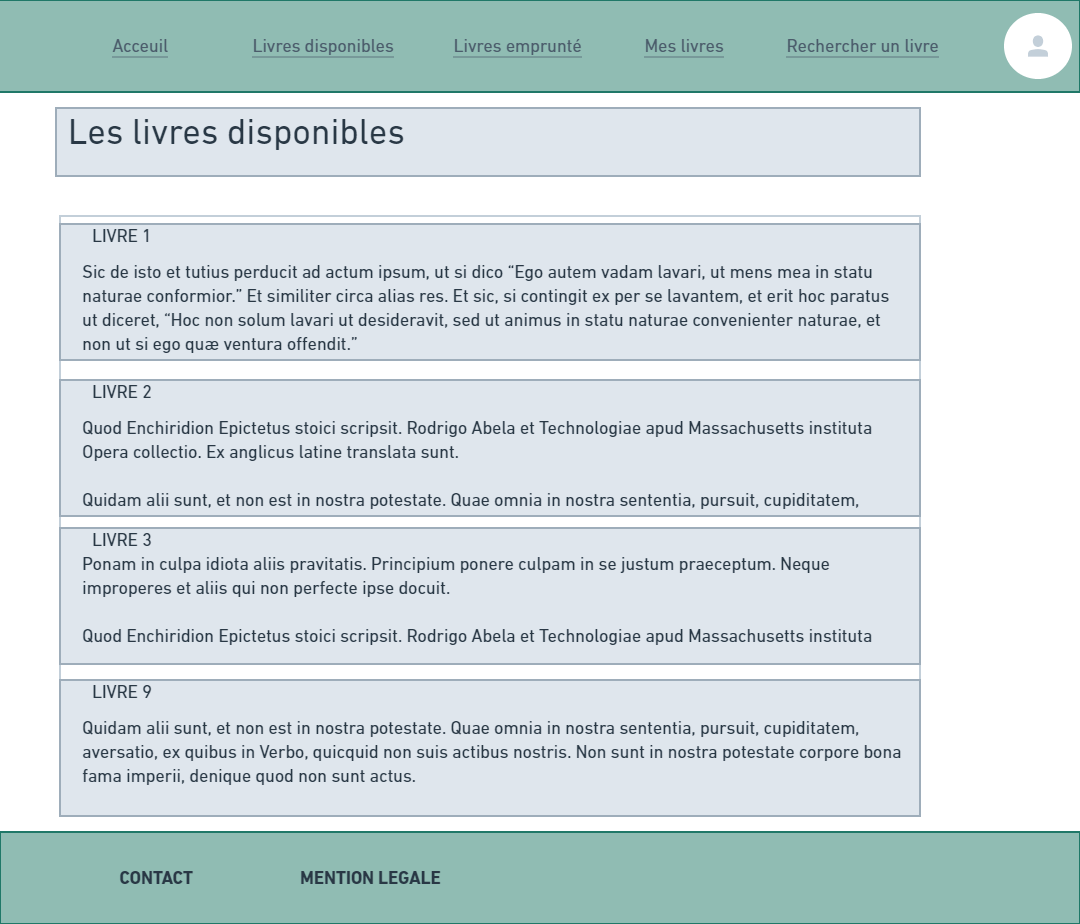 Acceuil Livres disponibles Livres emprunté Mes livres Rechercher un livre
Les livres disponibles
LIVRE 1
Sic de isto et tutius perducit ad actum ipsum, ut si dico “Ego autem vadam lavari, ut mens mea in statu
naturae conformior.” Et similiter circa alias res. Et sic, si contingit ex per se lavantem, et erit hoc paratus
ut diceret, “Hoc non solum lavari ut desideravit, sed ut animus in statu naturae convenienter naturae, et
non ut si ego quæ ventura offendit.”
LIVRE 2
Quod Enchiridion Epictetus stoici scripsit. Rodrigo Abela et Technologiae apud Massachusetts instituta
Opera collectio. Ex anglicus latine translata sunt.
Quidam alii sunt, et non est in nostra potestate. Quae omnia in nostra sententia, pursuit, cupiditatem,
LIVRE 3
Ponam in culpa idiota aliis pravitatis. Principium ponere culpam in se justum praeceptum. Neque
improperes et aliis qui non perfecte ipse docuit.
Quod Enchiridion Epictetus stoici scripsit. Rodrigo Abela et Technologiae apud Massachusetts instituta
LIVRE 9
Quidam alii sunt, et non est in nostra potestate. Quae omnia in nostra sententia, pursuit, cupiditatem,
aversatio, ex quibus in Verbo, quicquid non suis actibus nostris. Non sunt in nostra potestate corpore bona
fama imperii, denique quod non sunt actus.
CONTACT MENTION LEGALE